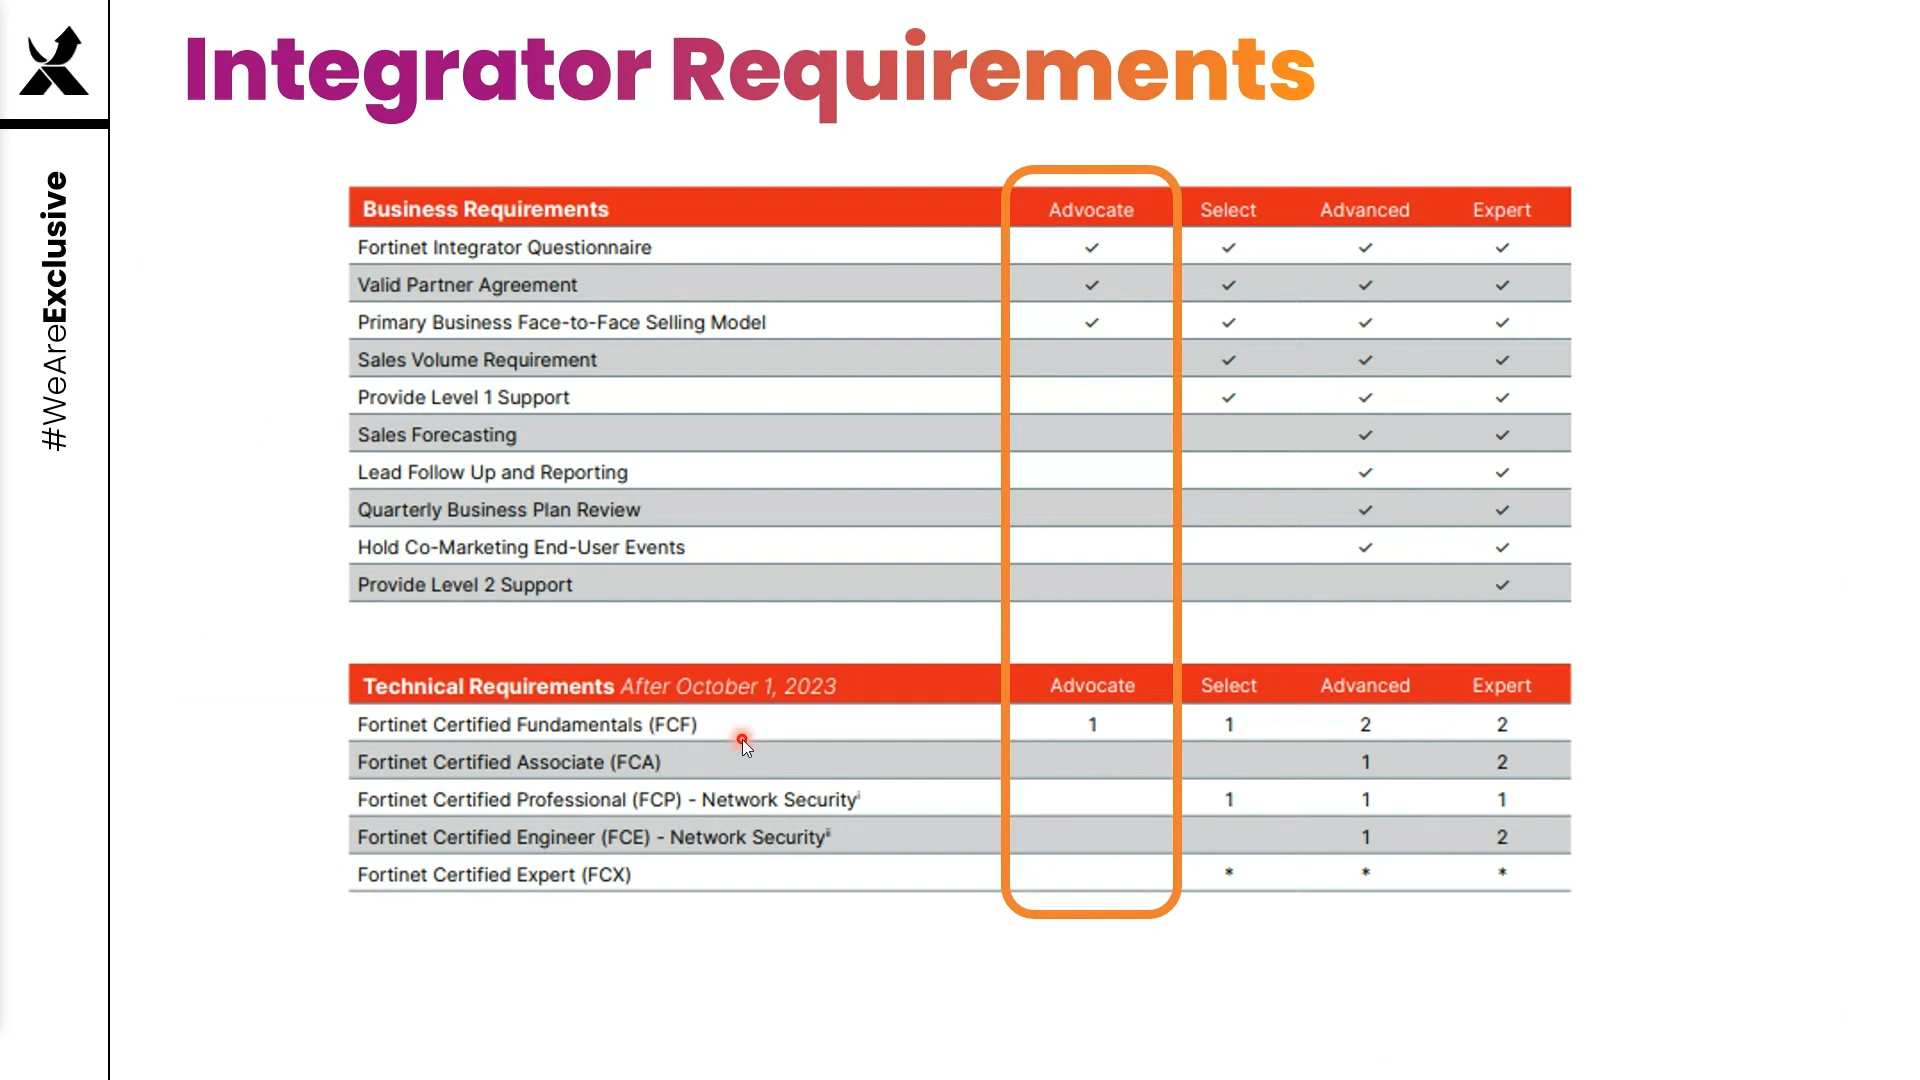 Integrator Requirements
#WeAreExclusive
Business Requirements Advocate Select Advanced Expert
Fortinet Integrator Questionnaire ✓ ✓ ✓ ✓
Valid Partner Agreement ✓ ✓ ✓ ✓
Primary Business Face-to-Face Selling Model ✓ ✓ ✓ ✓
Sales Volume Requirement ✓ ✓ ✓
Provide Level 1 Support ✓ ✓ ✓
Sales Forecasting ✓ ✓
Lead Follow Up and Reporting ✓ ✓
Quarterly Business Plan Review ✓ ✓
Hold Co-Marketing End-User Events ✓ ✓
Provide Level 2 Support ✓
Technical Requirements After October 1, 2023 Advocate Select Advanced Expert
Fortinet Certified Fundamentals (FCF) 1 1 2 2
Fortinet Certified Associate (FCA) 1 2
Fortinet Certified Professional (FCP) - Network Securityⁱ 1 1 1
Fortinet Certified Engineer (FCE) - Network Securityⁱⁱ 1 2
Fortinet Certified Expert (FCX) * * *